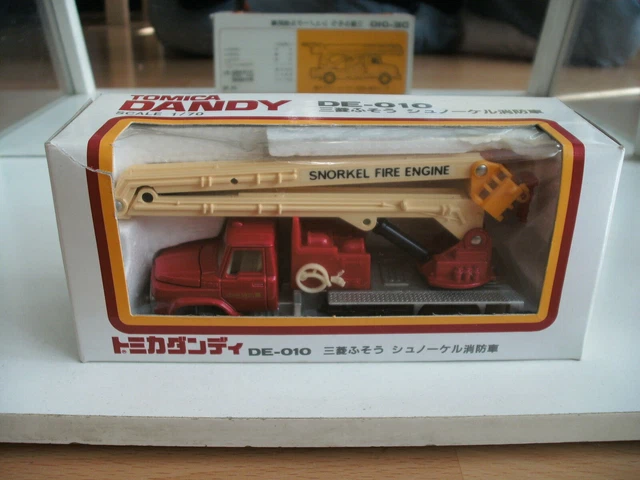 TOMICA
DANDY
SCALE 1/70
DE-010
三菱ふそう シュノーケル消防車
SNORKEL FIRE ENGINE
トミカダンディ DE-010 三菱ふそう シュノーケル消防車